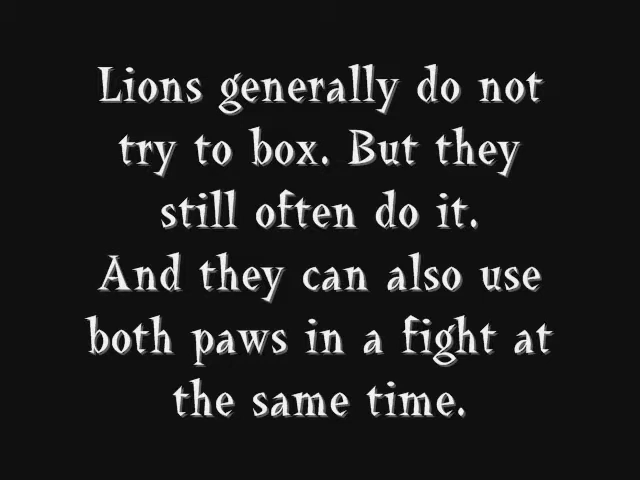 Lions generally do not
try to box. But they
still often do it.
And they can also use
both paws in a fight at
the same time.